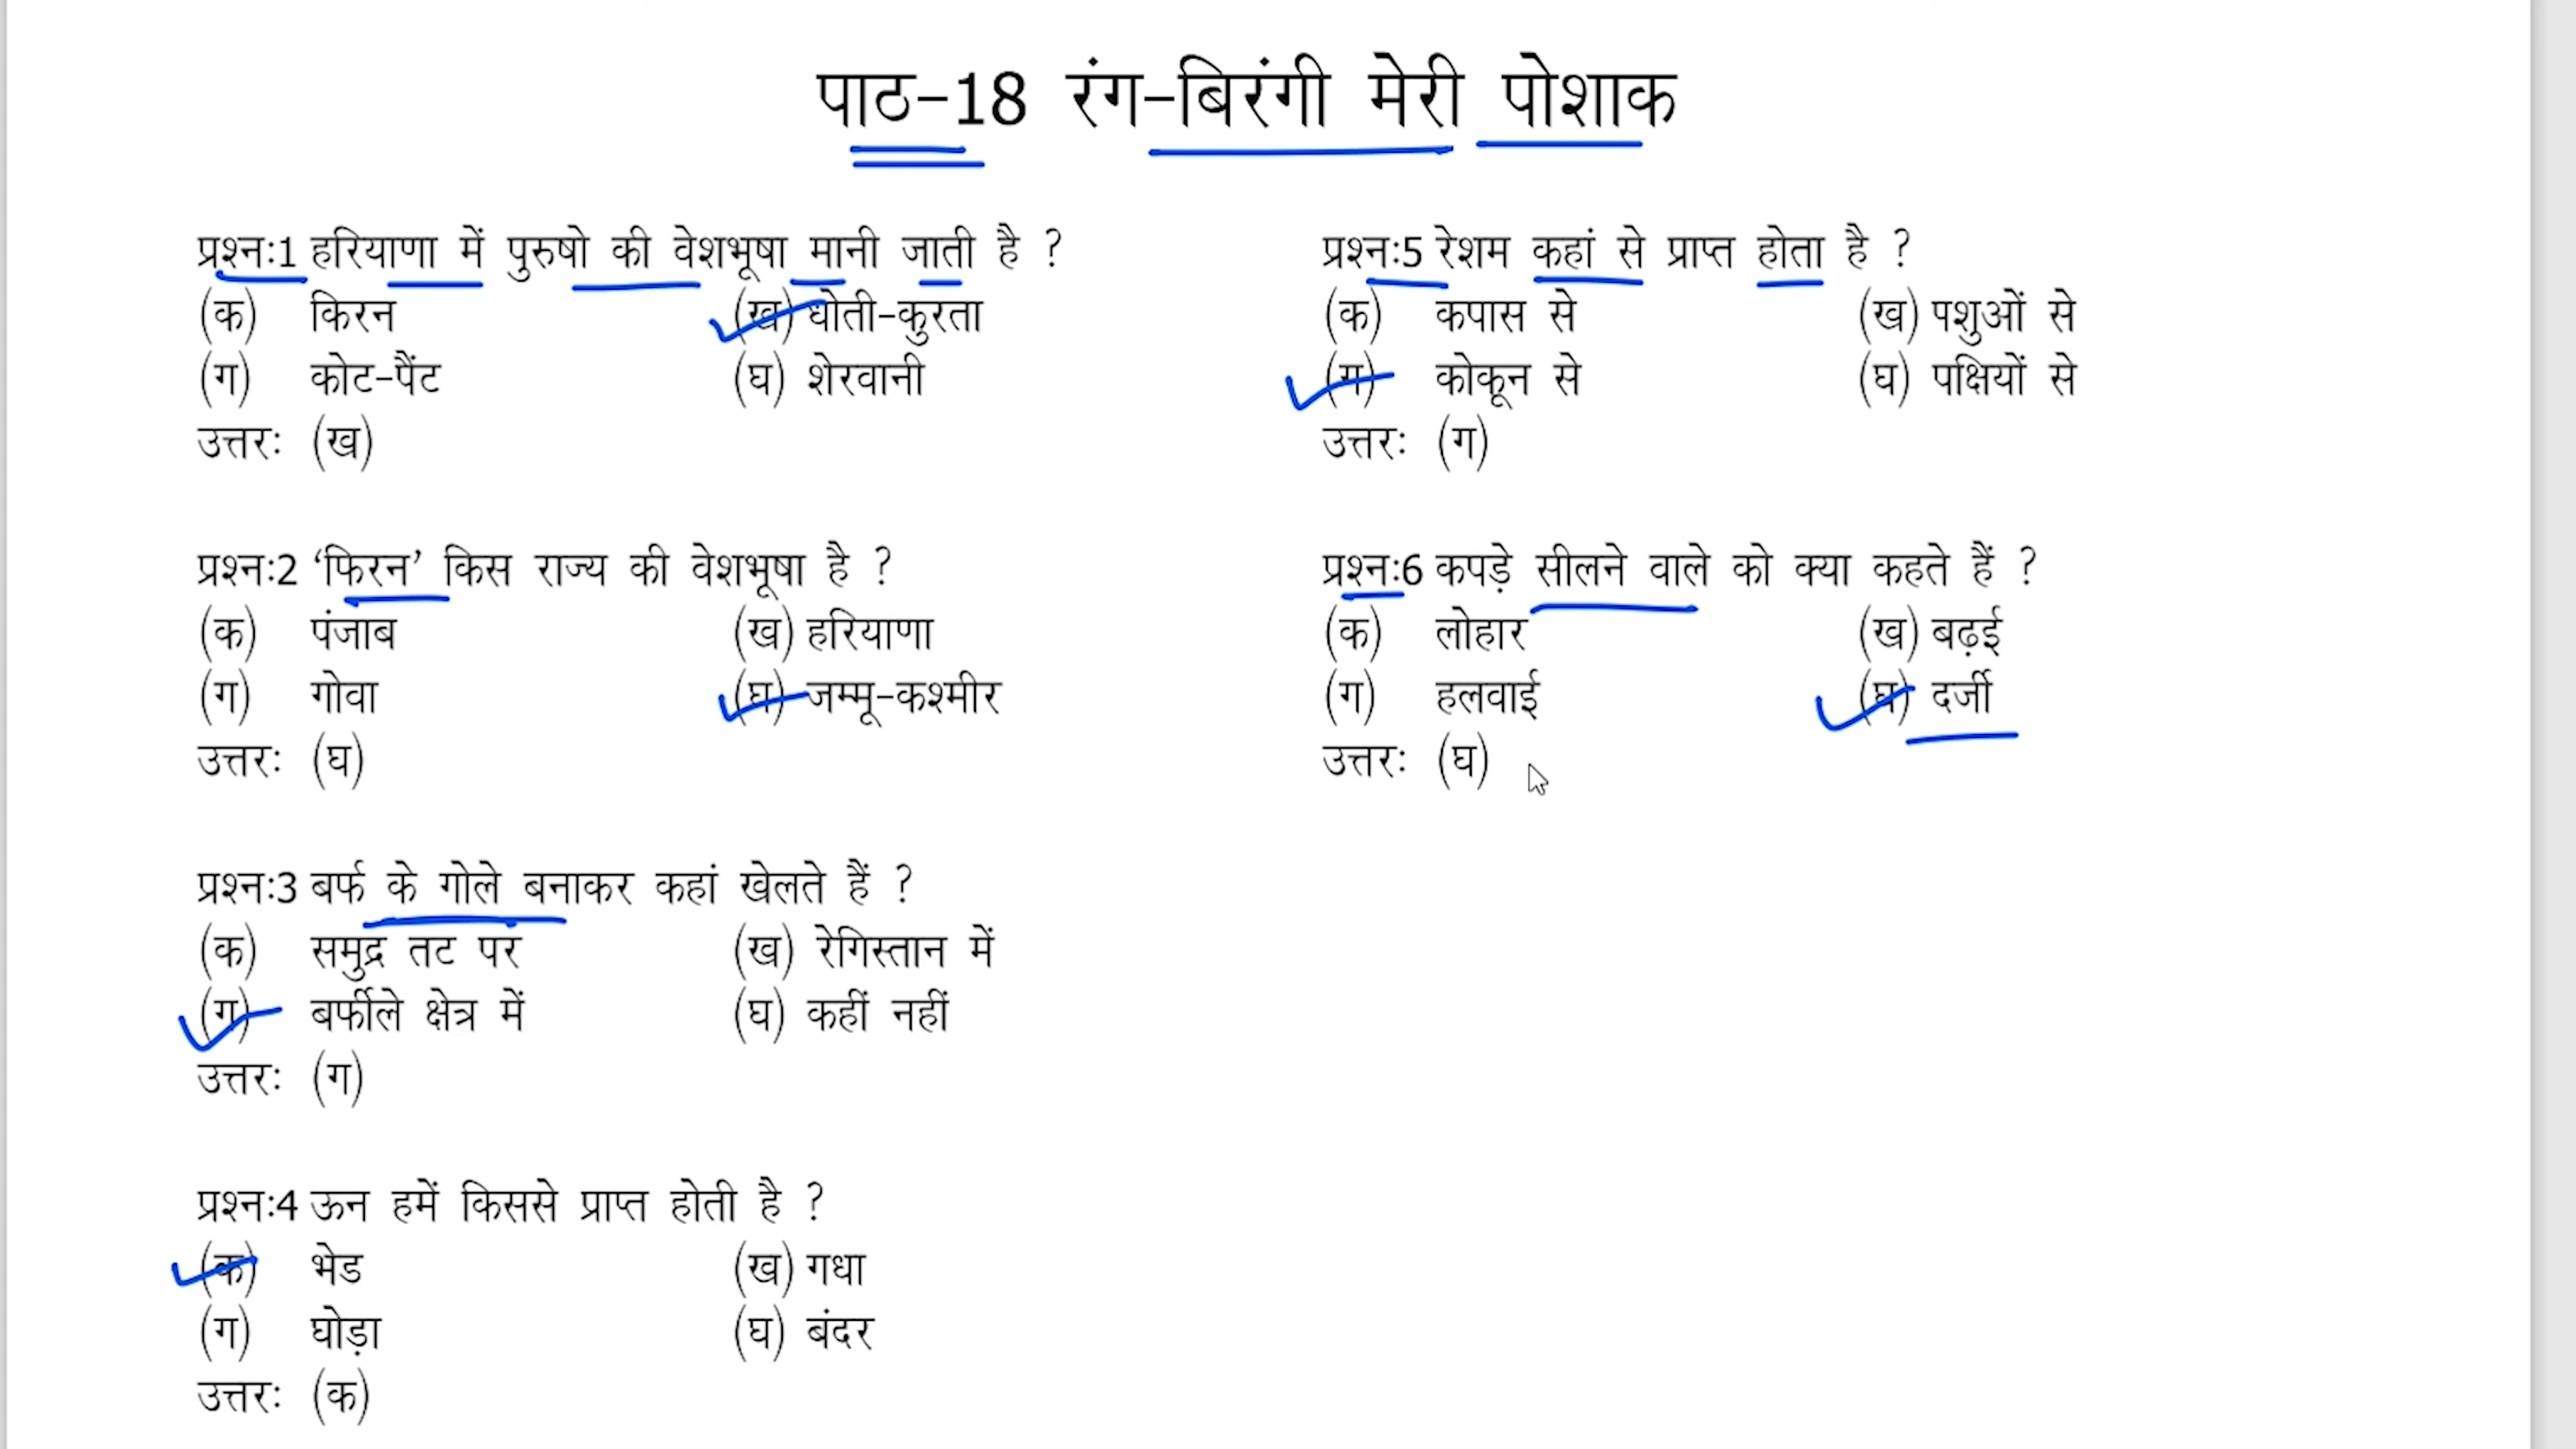 पाठ-18 रंग-बिरंगी मेरी पोशाक
प्रश्न:1 हरियाणा में पुरुषो की वेशभूषा मानी जाती है ?
(क) किरन (ख) घोती-कुरता
(ग) कोट-पैंट (घ) शेरवानी
उत्तर: (ख)
प्रश्न:2 ‘फिरन’ किस राज्य की वेशभूषा है ?
(क) पंजाब (ख) हरियाणा
(ग) गोवा (घ) जम्मू-कश्मीर
उत्तर: (घ)
प्रश्न:3 बर्फ के गोले बनाकर कहां खेलते हैं ?
(क) समुद्र तट पर (ख) रेगिस्तान में
(ग) बर्फीले क्षेत्र में (घ) कहीं नहीं
उत्तर: (ग)
प्रश्न:4 ऊन हमें किससे प्राप्त होती है ?
(क) भेड (ख) गधा
(ग) घोड़ा (घ) बंदर
उत्तर: (क)
प्रश्न:5 रेशम कहां से प्राप्त होता है ?
(क) कपास से (ख) पशुओं से
(ग) कोकून से (घ) पक्षियों से
उत्तर: (ग)
प्रश्न:6 कपड़े सीलने वाले को क्या कहते हैं ?
(क) लोहार (ख) बढ़ई
(ग) हलवाई (घ) दर्जी
उत्तर: (घ)